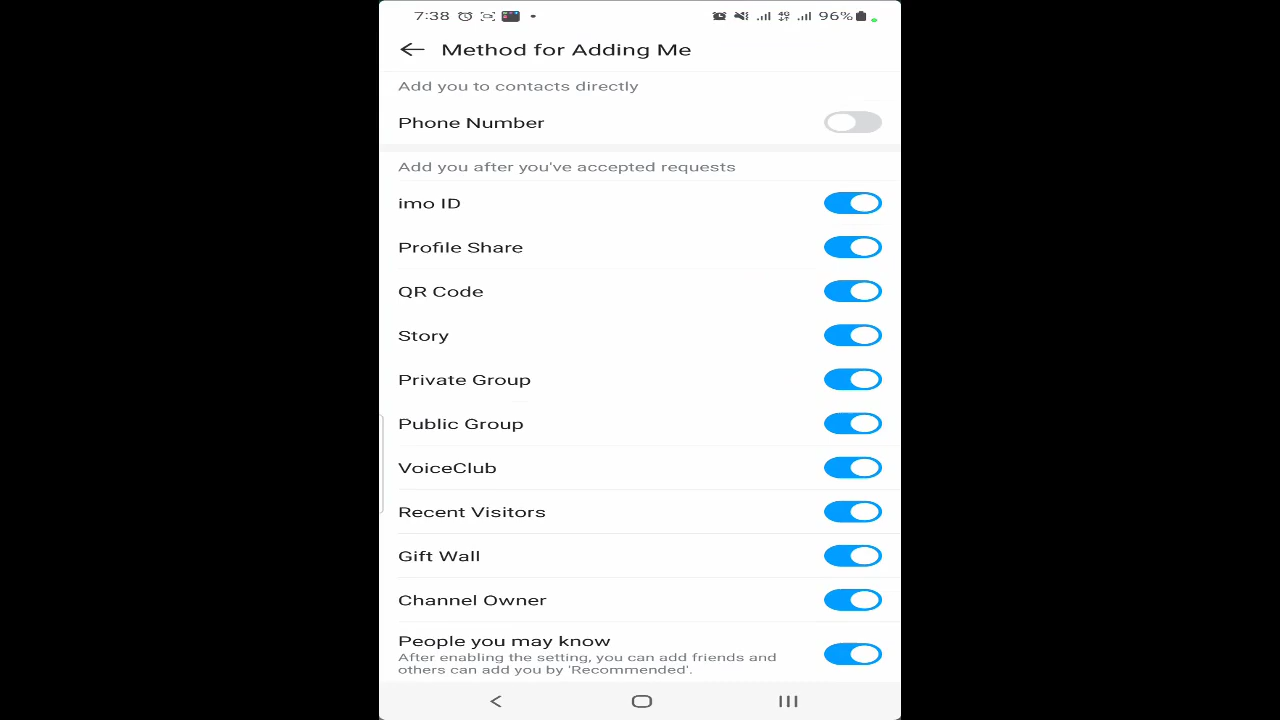 7:38
96%
Method for Adding Me
Add you to contacts directly
Phone Number
Add you after you've accepted requests
imo ID
Profile Share
QR Code
Story
Private Group
Public Group
VoiceClub
Recent Visitors
Gift Wall
Channel Owner
People you may know
After enabling the setting, you can add friends and
others can add you by 'Recommended'.